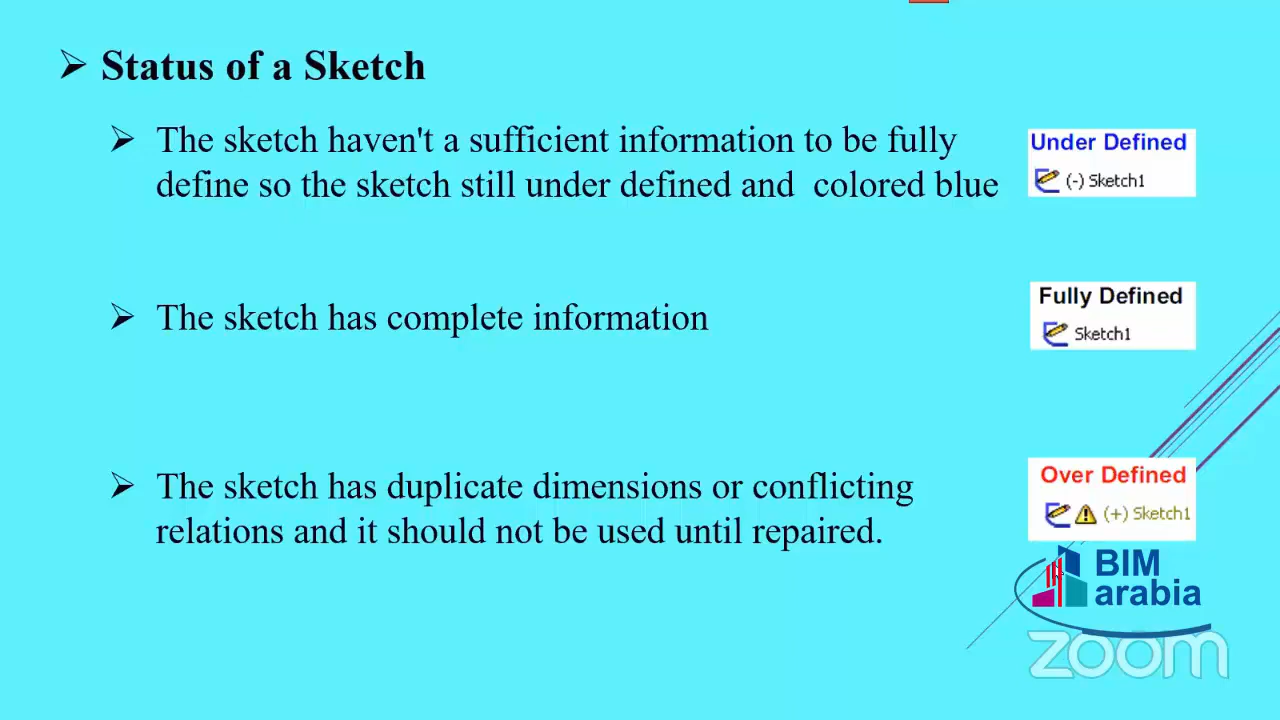 Status of a Sketch
The sketch haven't a sufficient information to be fully
define so the sketch still under defined and colored blue
Under Defined
(-) Sketch1
The sketch has complete information
Fully Defined
Sketch1
The sketch has duplicate dimensions or conflicting
relations and it should not be used until repaired.
Over Defined
(+) Sketch1
BIM
arabia
zoom